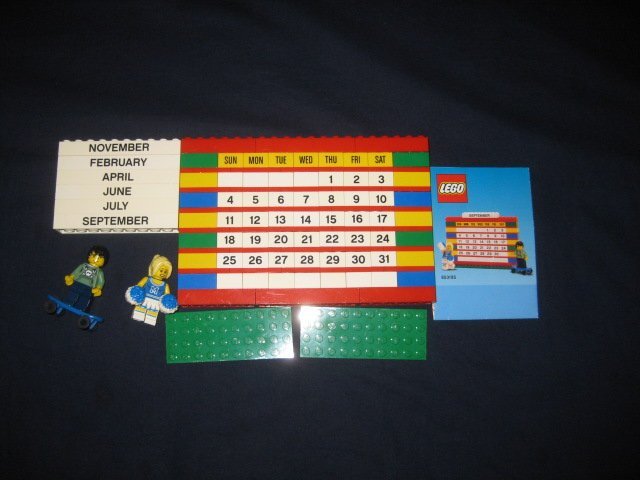 NOVEMBER
FEBRUARY
APRIL
JUNE
JULY
SEPTEMBER
SUN MON TUE WED THU FRI SAT
1 2 3
4 5 6 7 8 9 10
11 12 13 14 15 16 17
18 19 20 21 22 23 24
25 26 27 28 29 30 31
LEGO
SEPTEMBER